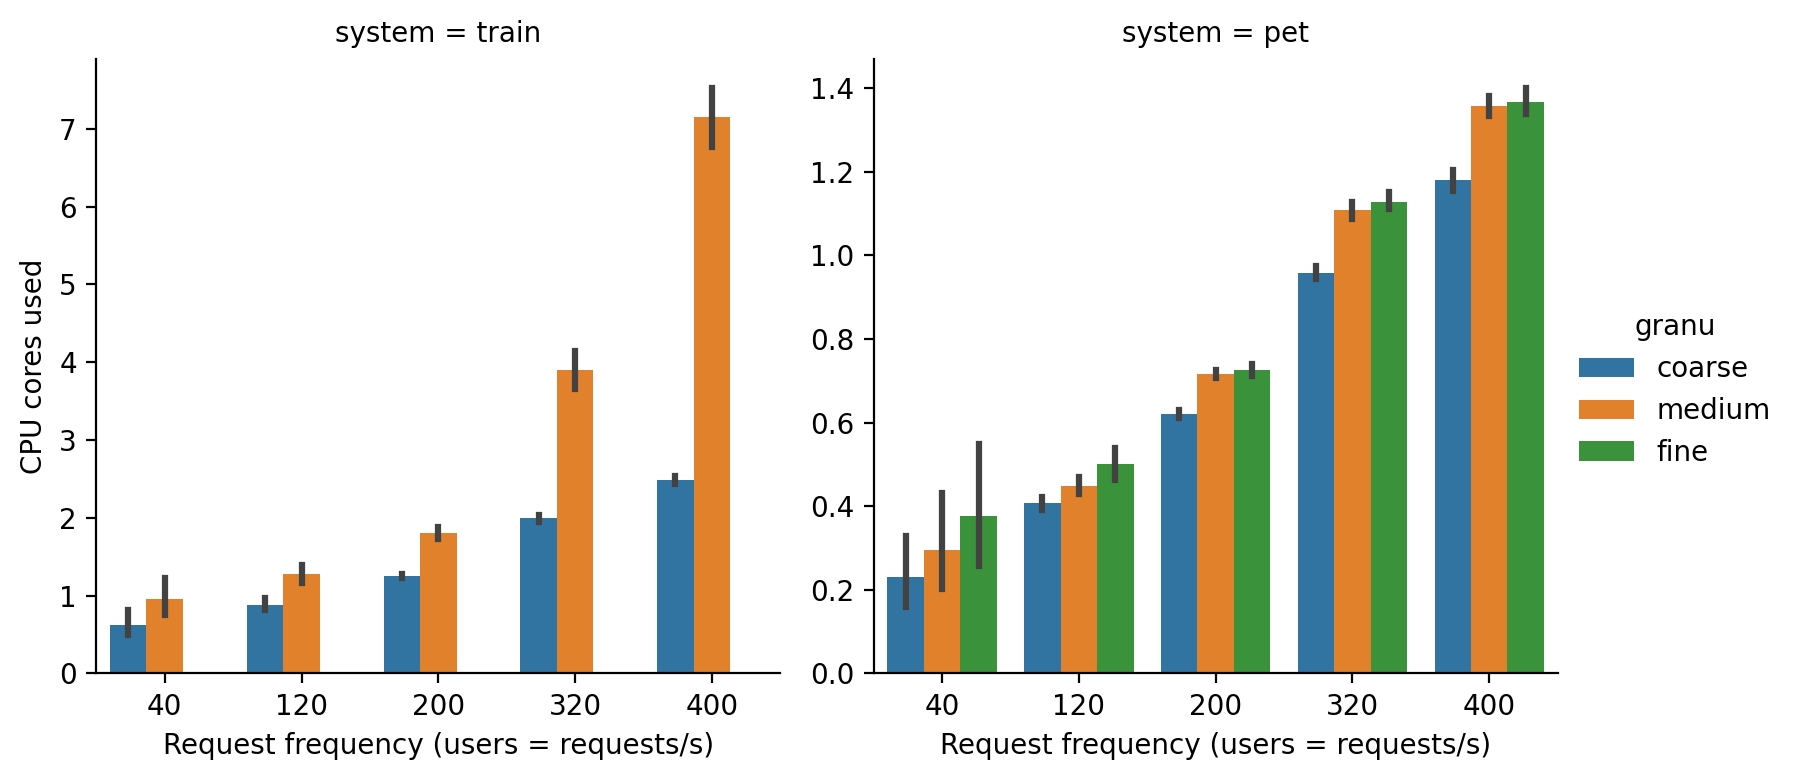 system = train
7
6
5
4
3
2
1
0
CPU cores used
40 120 200 320 400
Request frequency (users = requests/s)
system = pet
1.4
1.2
1.0
0.8
0.6
0.4
0.2
0.0
40 120 200 320 400
Request frequency (users = requests/s)
granu
coarse
medium
fine